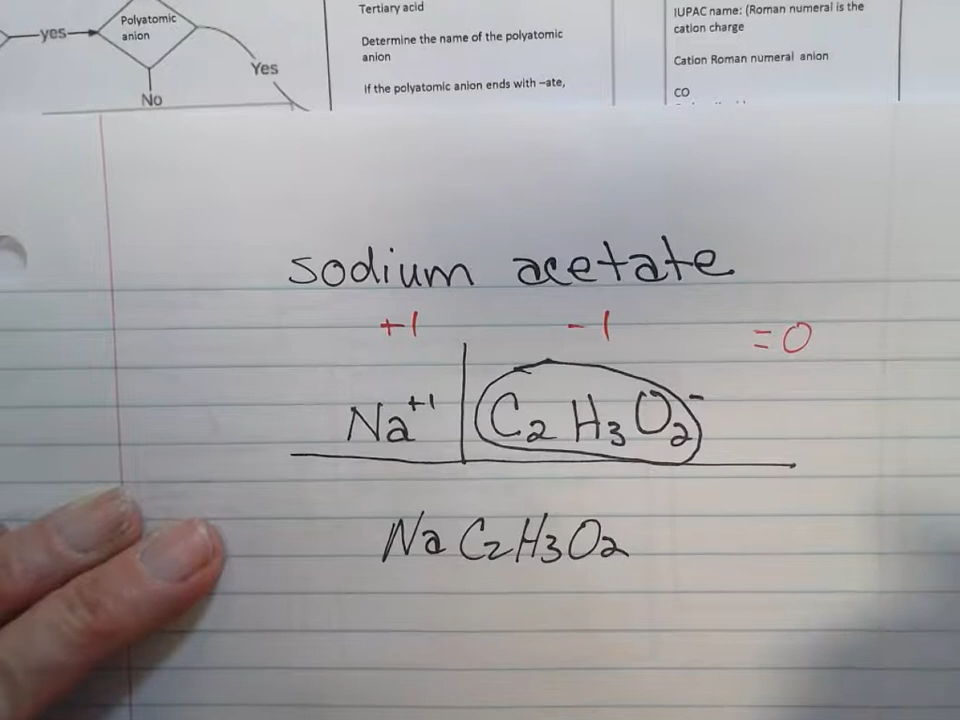 yes
Polyatomic
anion
Yes
No
Tertiary acid
Determine the name of the polyatomic
anion
If the polyatomic anion ends with –ate,
IUPAC name: (Roman numeral is the
cation charge
Cation Roman numeral anion
CO
sodium acetate
+1 -1 =0
Na+1 C2H3O2-
NaC2H3O2